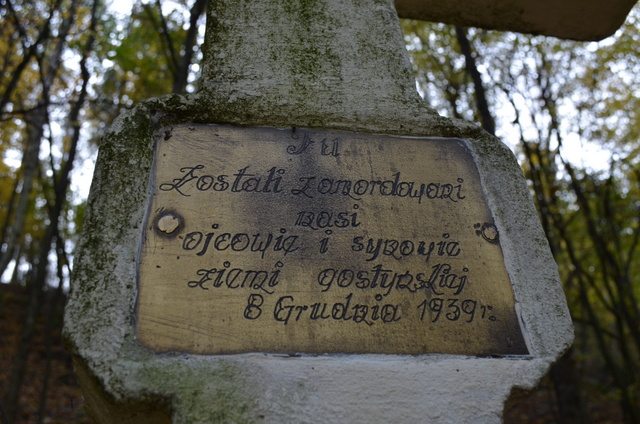 Tu
Zostali zamordowani
nasi
ojcowie i synowie
ziemi gostyńskiej
8 Grudnia 1939 r.